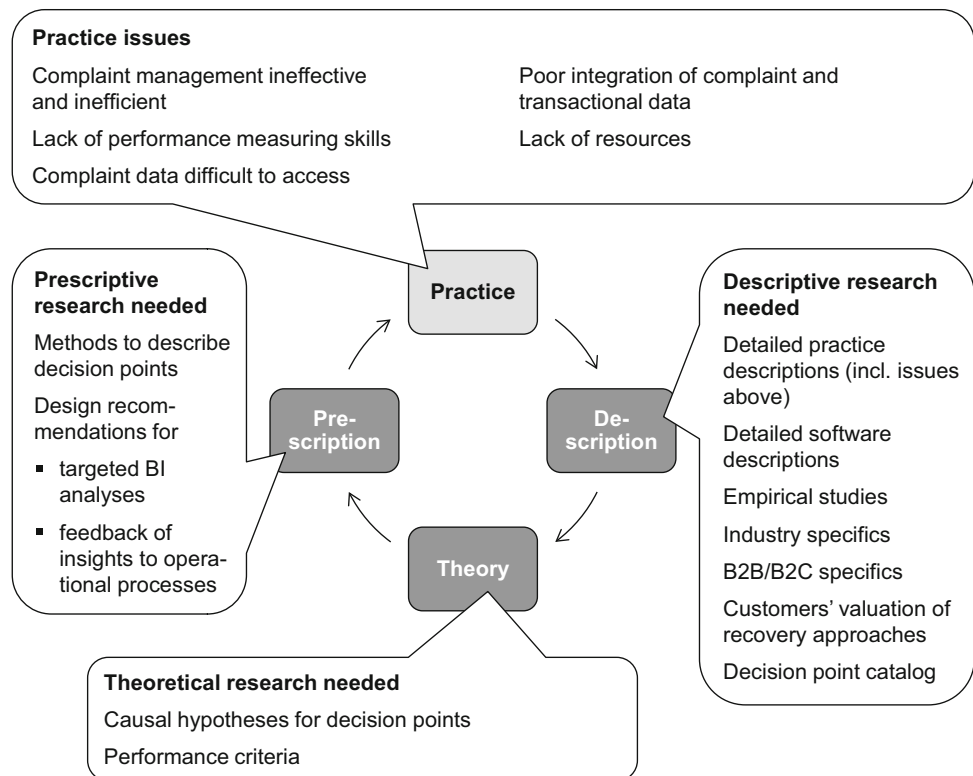 Practice issues
Complaint management ineffective
and inefficient
Lack of performance measuring skills
Complaint data difficult to access
Poor integration of complaint and
transactional data
Lack of resources
Prescriptive
research needed
Methods to describe
decision points
Design recom-
mendations for
▪ targeted BI
analyses
▪ feedback of
insights to opera-
tional processes
Practice
Pre-
scription
De-
scription
Theory
Descriptive research
needed
Detailed practice
descriptions (incl. issues
above)
Detailed software
descriptions
Empirical studies
Industry specifics
B2B/B2C specifics
Customers’ valuation of
recovery approaches
Decision point catalog
Theoretical research needed
Causal hypotheses for decision points
Performance criteria